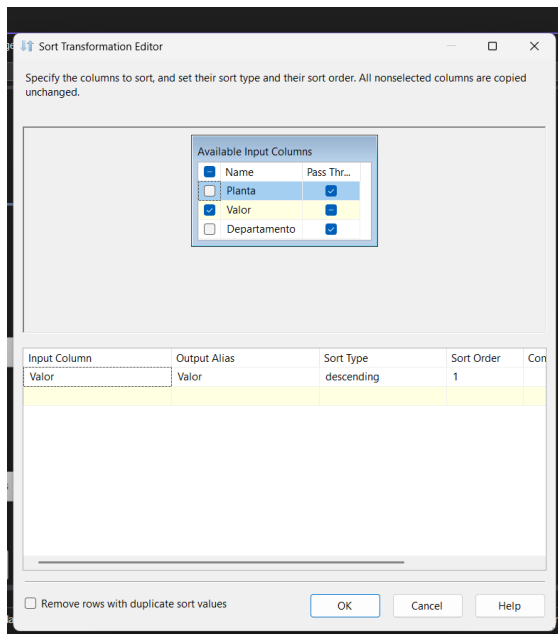 Sort Transformation Editor
Specify the columns to sort, and set their sort type and their sort order. All nonselected columns are copied
unchanged.
Available Input Columns
Name Pass Thr...
Planta
Valor
Departamento
Input Column Output Alias Sort Type Sort Order Con
Valor Valor descending 1
Remove rows with duplicate sort values OK Cancel Help